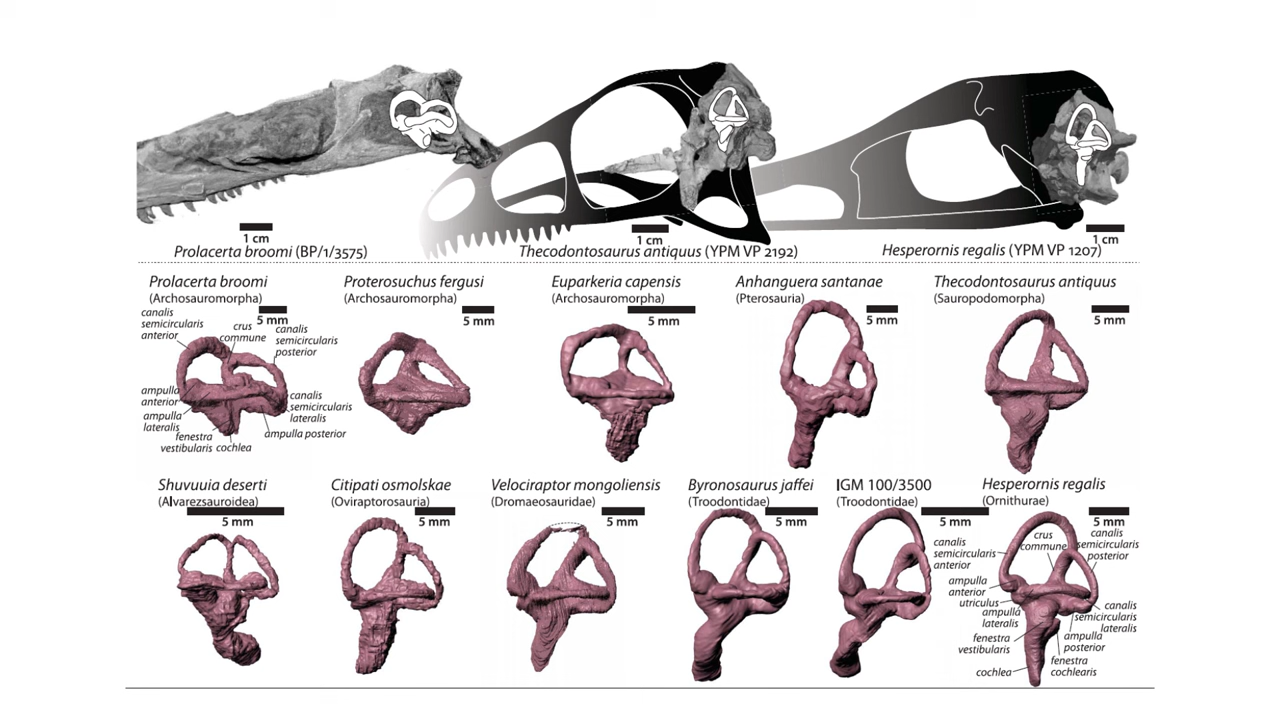 1 cm
1 cm
1 cm
Prolacerta broomi (BP/1/3575)
Thecodontosaurus antiquus (YPM VP 2192)
Hesperornis regalis (YPM VP 1207)
Prolacerta broomi
(Archosauromorpha)
5 mm
canalis
semicircularis
anterior
crus
commune
canalis
semicircularis
posterior
ampulla
anterior
ampulla
lateralis
fenestra
vestibularis
cochlea
ampulla posterior
canalis
semicircularis
lateralis
Proterosuchus fergusi
(Archosauromorpha)
5 mm
Euparkeria capensis
(Archosauromorpha)
5 mm
Anhanguera santanae
(Pterosauria)
5 mm
Thecodontosaurus antiquus
(Sauropodomorpha)
5 mm
Shuvuuia deserti
(Alvarezsauroidea)
5 mm
Citipati osmolskae
(Oviraptorosauria)
5 mm
Velociraptor mongoliensis
(Dromaeosauridae)
5 mm
Byronosaurus jaffei
(Troodontidae)
5 mm
IGM 100/3500
(Troodontidae)
5 mm
Hesperornis regalis
(Ornithurae)
5 mm
canalis
semicircularis
anterior
crus
commune
canalis
semicircularis
posterior
ampulla
anterior
utriculus
ampulla
lateralis
fenestra
vestibularis
cochlea
canalis
semicircularis
lateralis
ampulla
posterior
fenestra
cochlearis